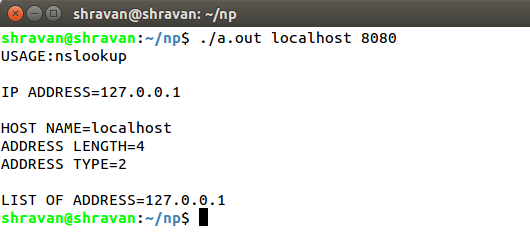 shravan@shravan: ~/np
shravan@shravan:~/np$ ./a.out localhost 8080
USAGE:nslookup
IP ADDRESS=127.0.0.1
HOST NAME=localhost
ADDRESS LENGTH=4
ADDRESS TYPE=2
LIST OF ADDRESS=127.0.0.1
shravan@shravan:~/np$